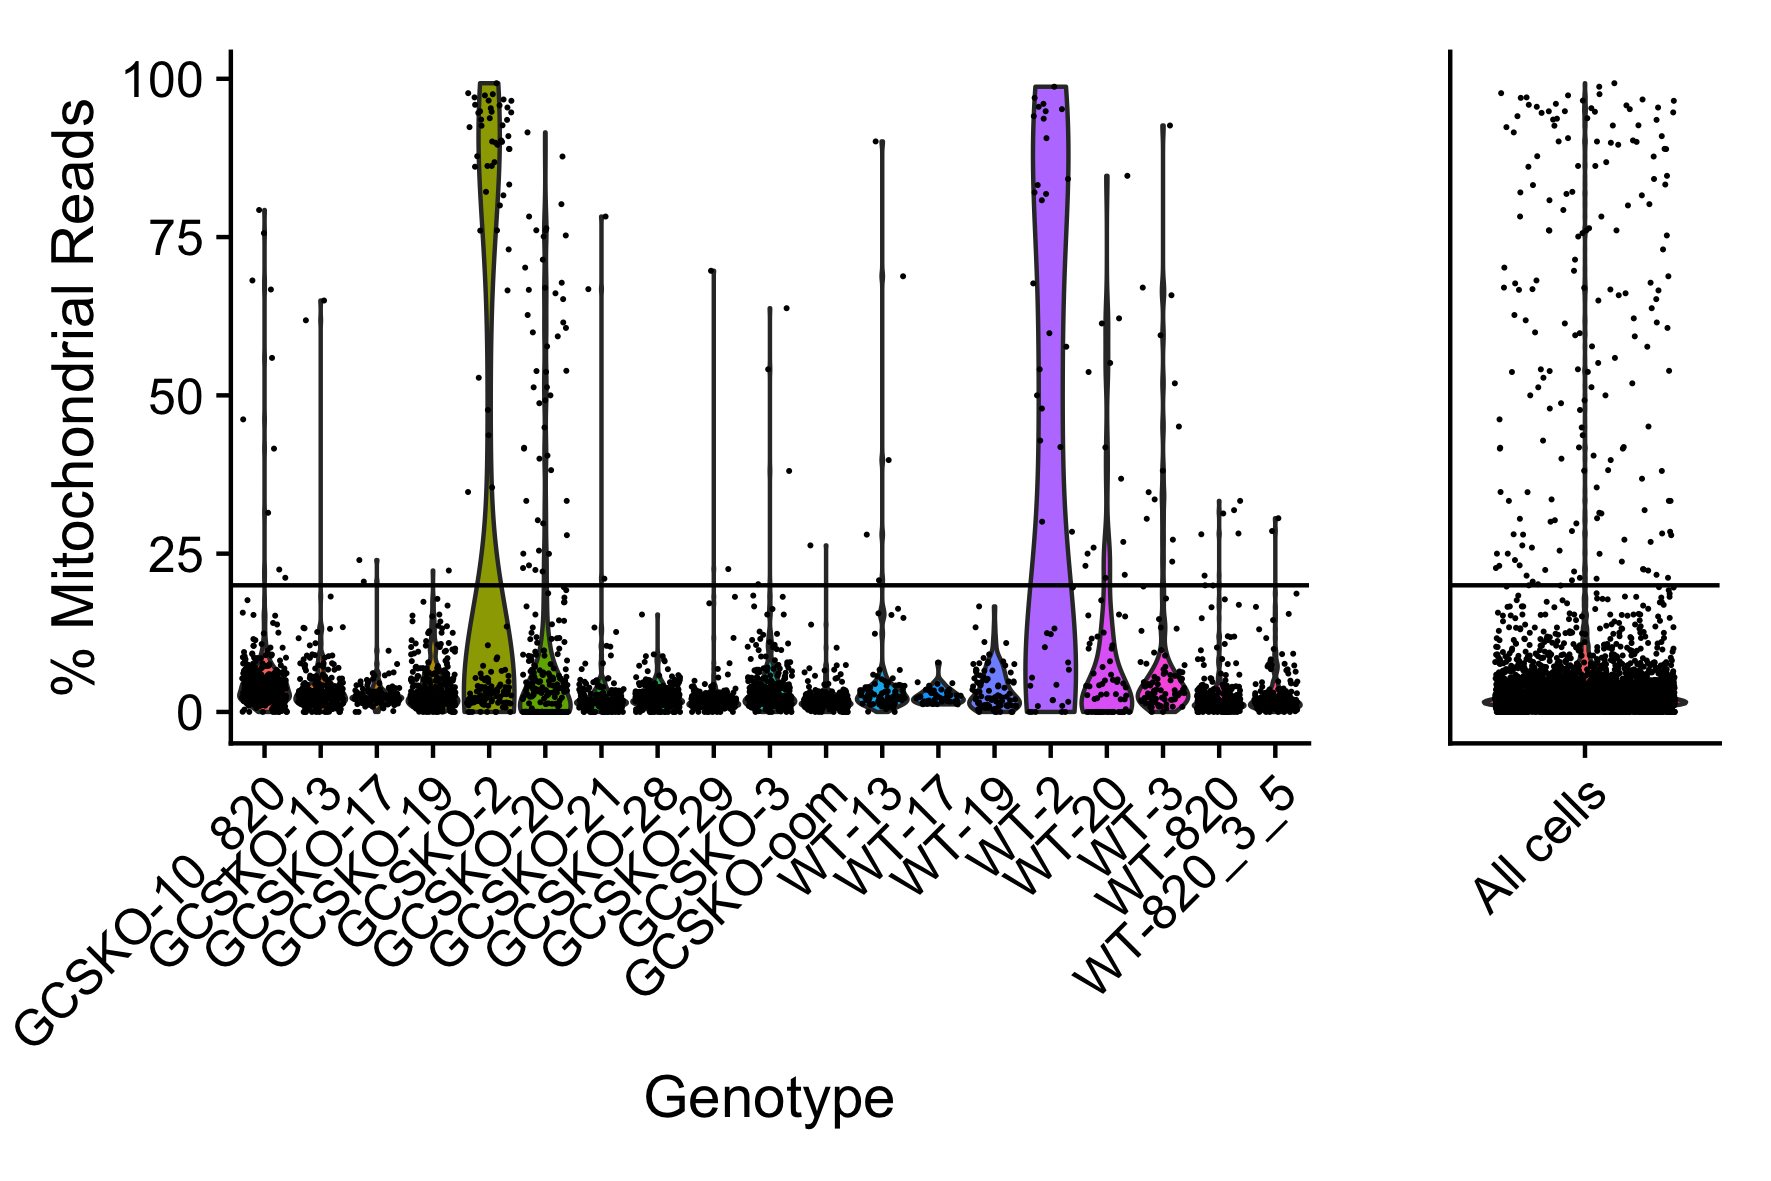 % Mitochondrial Reads
100
75
50
25
0
GCSKO-10_820
GCSKO-13
GCSKO-17
GCSKO-19
GCSKO-2
GCSKO-20
GCSKO-21
GCSKO-28
GCSKO-29
GCSKO-3
GCSKO-oom
WT-13
WT-17
WT-19
WT-2
WT-20
WT-3
WT-820
WT-820_3_5
All cells
Genotype